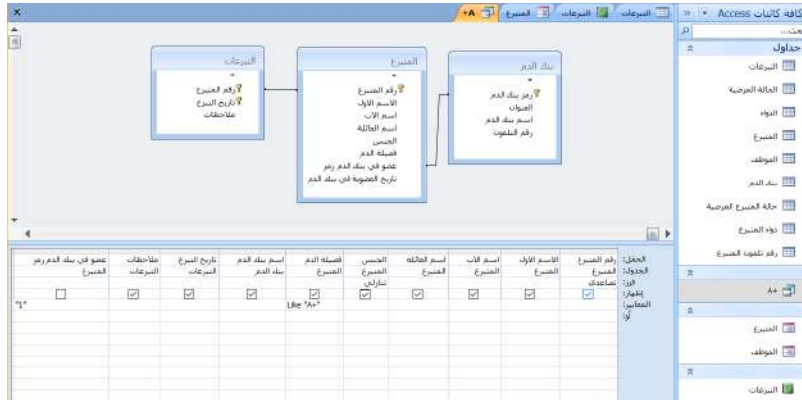 كافة كائنات Access
التبرعات
التبرعات
المتبرع
A+
جداول
التبرعات
الحالة المرضية
الدواء
المتبرع
الموظف
بنك الدم
حالة المتبرع المرضية
دواء المتبرع
رقم تلفون المتبرع
A+
المتبرع
الموظف
التبرعات
بنك الدم
*
رمز بنك الدم
العنوان
اسم بنك الدم
رقم التلفون
المتبرع
*
رقم المتبرع
الاسم الاول
اسم الاب
اسم العائلة
الجنس
فصيلة الدم
عضو في بنك الدم رمز
تاريخ العضوية في بنك الدم
التبرعات
*
رقم المتبرع
تاريخ التبرع
ملاحظات
الحقل: رقم المتبرع الاسم الاول اسم الاب اسم العائلة الجنس فصيلة الدم اسم بنك الدم تاريخ التبرع ملاحظات عضو في بنك الدم رمز
الجدول: المتبرع المتبرع المتبرع المتبرع المتبرع المتبرع بنك الدم التبرعات التبرعات المتبرع
فرز: تصاعدي تنازلي
إظهار:
المعايير: Like "A+" "1"
أو: